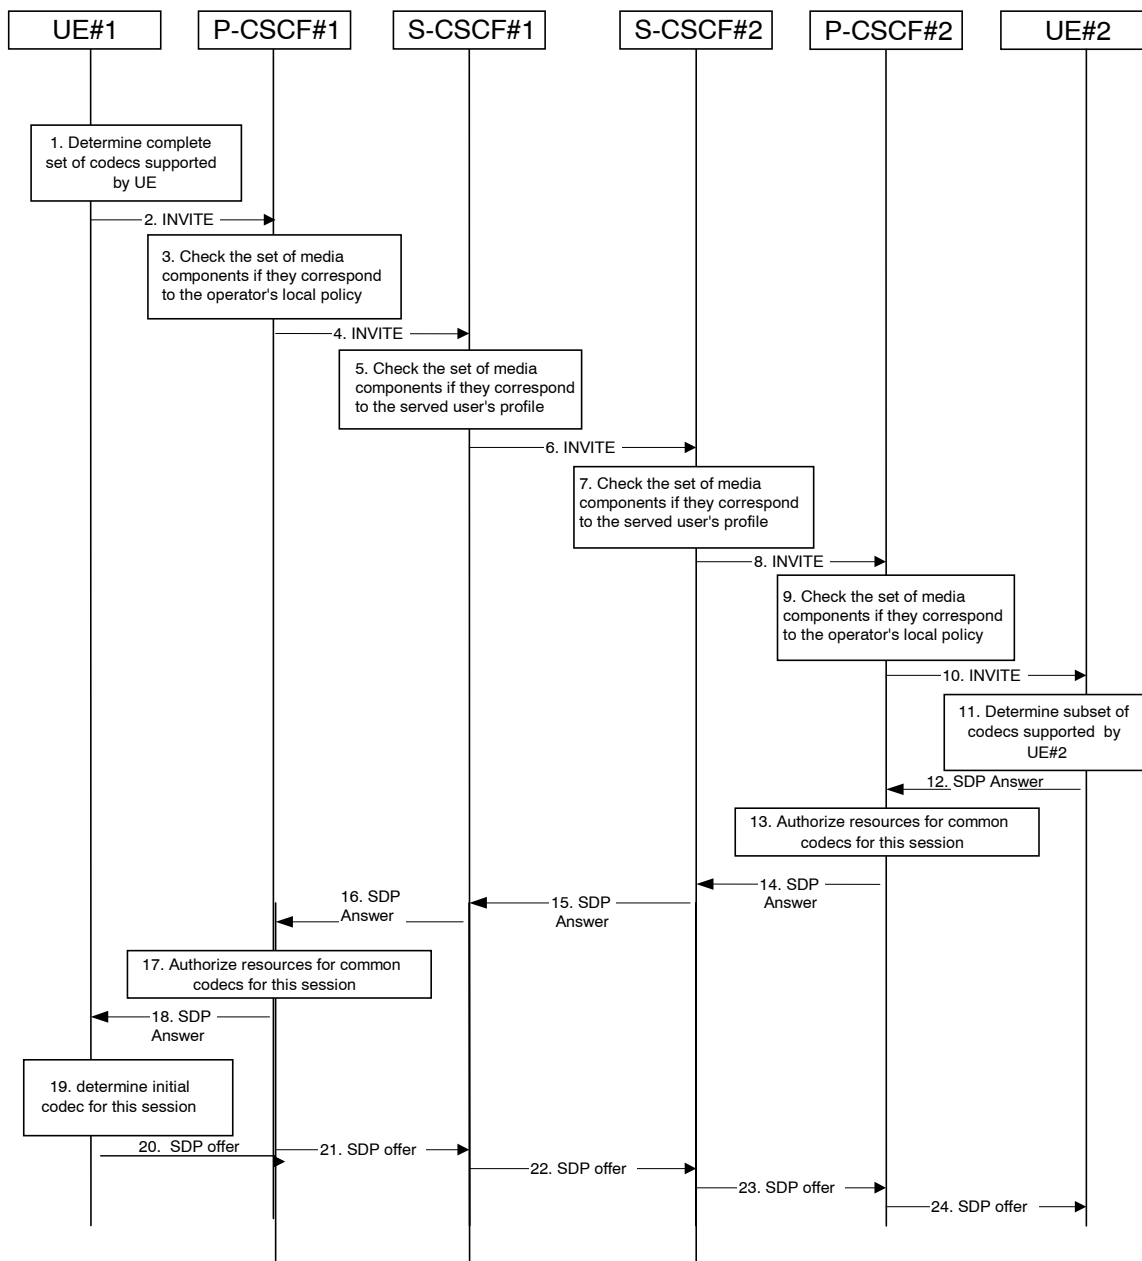 UE#1
P-CSCF#1
S-CSCF#1
S-CSCF#2
P-CSCF#2
UE#2
1. Determine complete
set of codecs supported
by UE
2. INVITE
3. Check the set of media
components if they correspond
to the operator's local policy
4. INVITE
5. Check the set of media
components if they correspond
to the served user's profile
6. INVITE
7. Check the set of media
components if they correspond
to the served user's profile
8. INVITE
9. Check the set of media
components if they correspond
to the operator's local policy
10. INVITE
11. Determine subset of
codecs supported by
UE#2
12. SDP Answer
13. Authorize resources for common
codecs for this session
14. SDP
Answer
15. SDP
Answer
16. SDP
Answer
17. Authorize resources for common
codecs for this session
18. SDP
Answer
19. determine initial
codec for this session
20. SDP offer
21. SDP offer
22. SDP offer
23. SDP offer
24. SDP offer